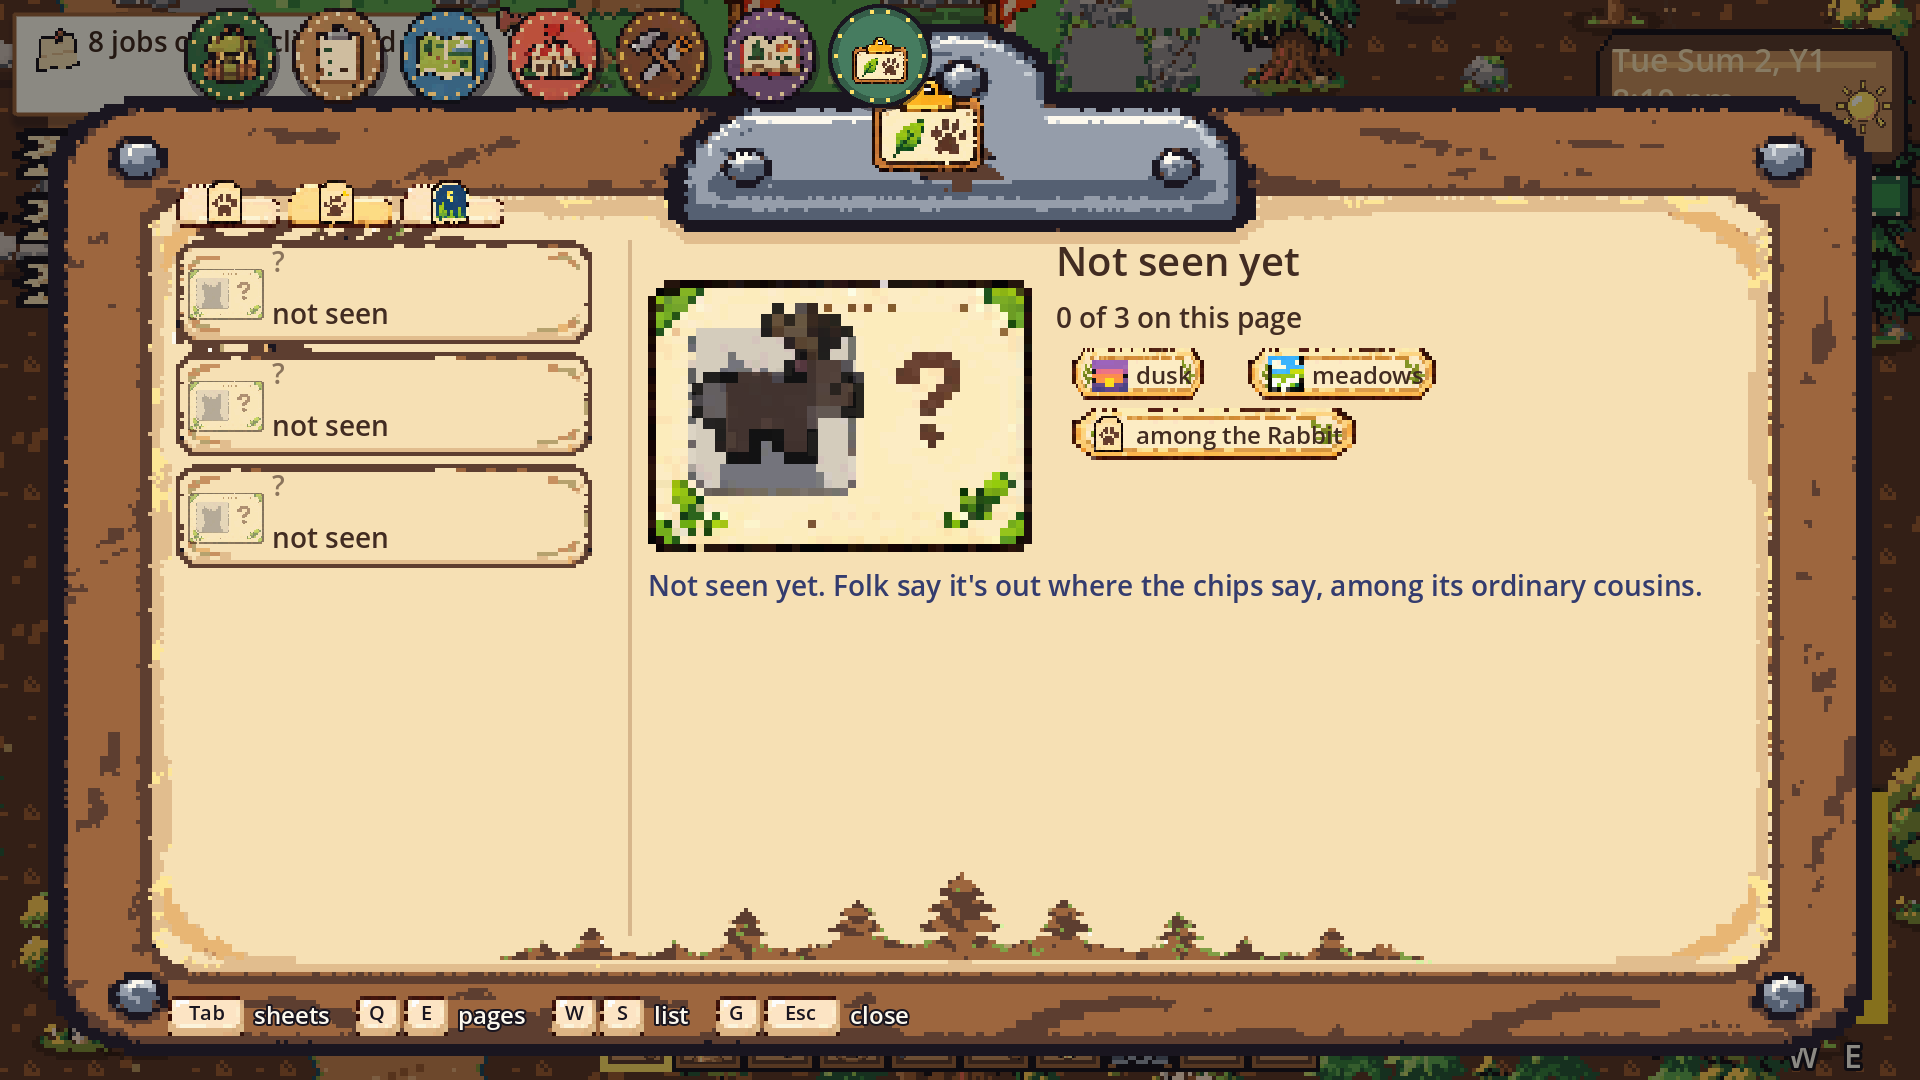 8 jobs
Tue Sum 2, Y1
?
not seen
?
not seen
?
not seen
?
Not seen yet
0 of 3 on this page
dusk
meadows
among the Rabbit
Not seen yet. Folk say it's out where the chips say, among its ordinary cousins.
Tab sheets Q E pages W S list G Esc close
W E